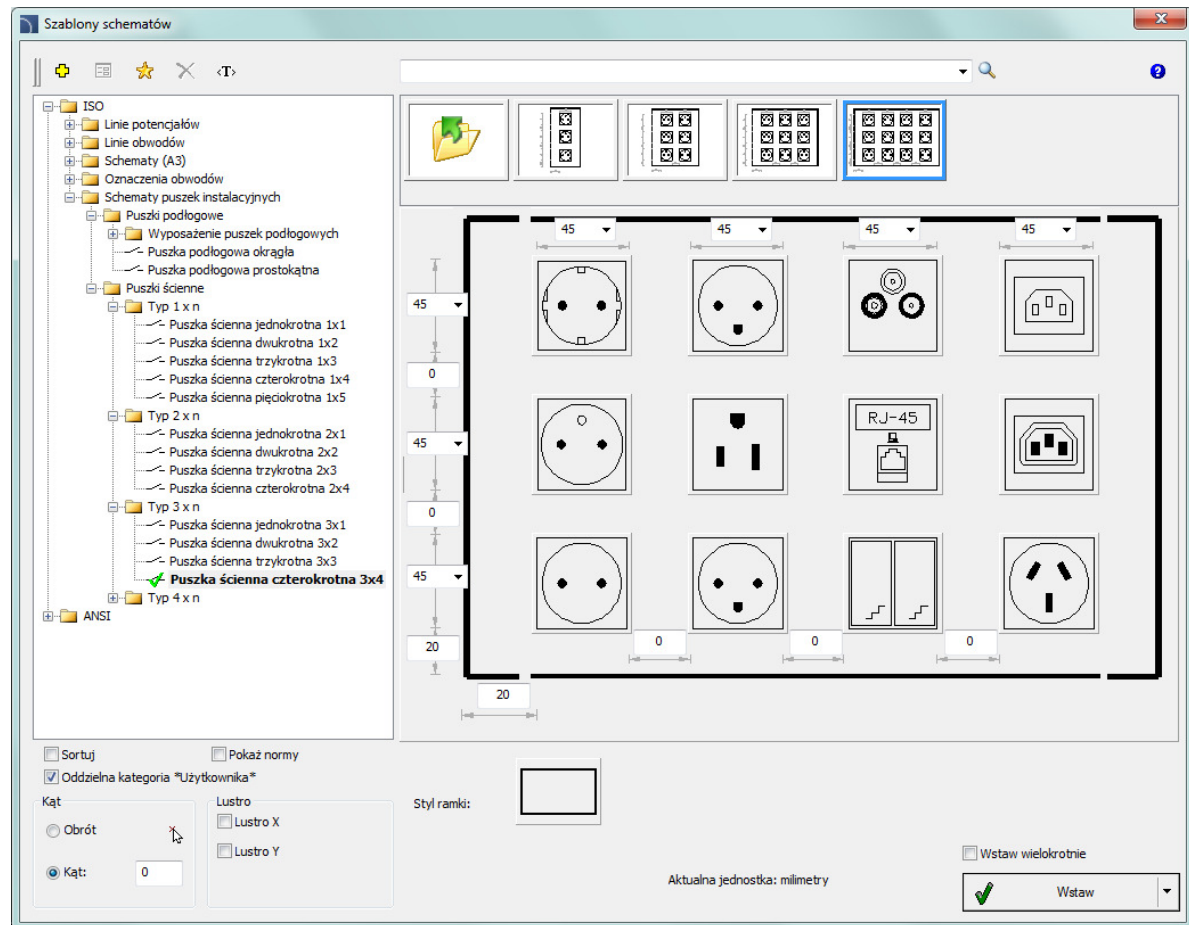 Szablony schematów
<T>
ISO
Linie potencjałów
Linie obwodów
Schematy (A3)
Oznaczenia obwodów
Schematy puszek instalacyjnych
Puszki podłogowe
Wyposażenie puszek podłogowych
Puszka podłogowa okrągła
Puszka podłogowa prostokątna
Puszki ścienne
Typ 1 x n
Puszka ścienna jednokrotna 1x1
Puszka ścienna dwukrotna 1x2
Puszka ścienna trzykrotna 1x3
Puszka ścienna czterokrotna 1x4
Puszka ścienna pięciokrotna 1x5
Typ 2 x n
Puszka ścienna jednokrotna 2x1
Puszka ścienna dwukrotna 2x2
Puszka ścienna trzykrotna 2x3
Puszka ścienna czterokrotna 2x4
Typ 3 x n
Puszka ścienna jednokrotna 3x1
Puszka ścienna dwukrotna 3x2
Puszka ścienna trzykrotna 3x3
Puszka ścienna czterokrotna 3x4
Typ 4 x n
ANSI
45 45 45 45
45
0
45 RJ-45
0
45
20 0 0 0
20
Sortuj Pokaż normy
Oddzielna kategoria *Użytkownika*
Kąt Lustro
Obrót Lustro X
Lustro Y
Kąt: 0
Styl ramki:
Aktualna jednostka: milimetry
Wstaw wielokrotnie
Wstaw